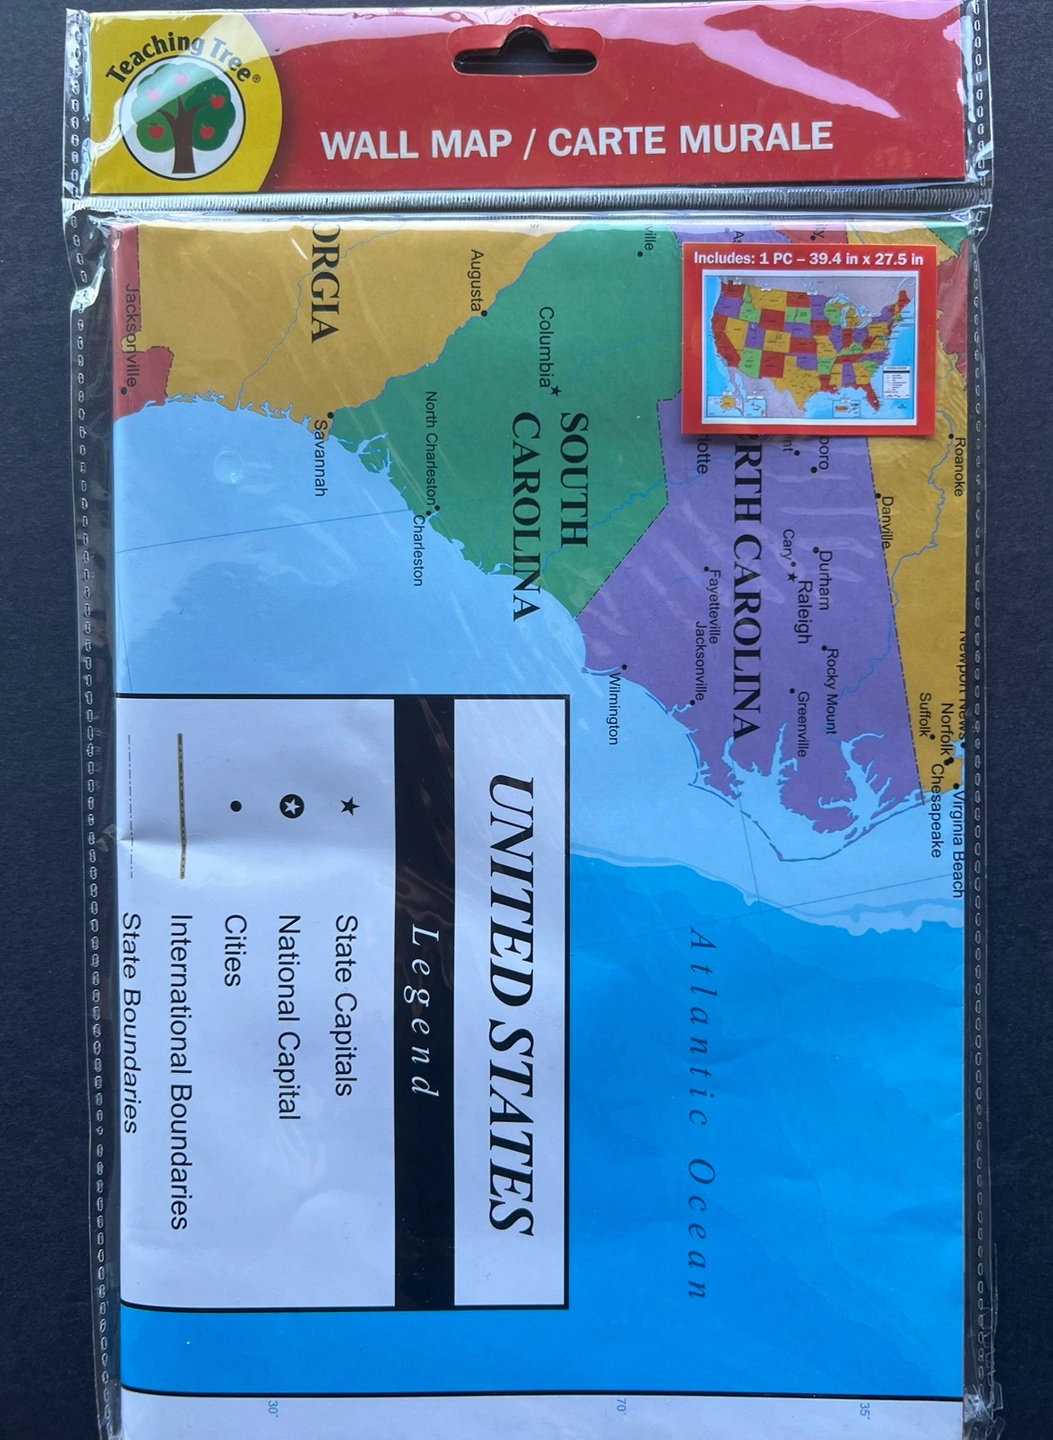 Teaching Tree®
WALL MAP / CARTE MURALE
Includes: 1 PC – 39.4 in x 27.5 in
Roanoke
Danville
Newport News
Norfolk
Suffolk
Chesapeake
Virginia Beach
RTH CAROLINA
Durham
Cary
Raleigh
Rocky Mount
Greenville
Fayetteville
Jacksonville
Wilmington
SOUTH
CAROLINA
Columbia
North Charleston
Charleston
Augusta
ORGIA
Savannah
Jacksonville
Atlantic Ocean
UNITED STATES
Legend
State Capitals
National Capital
Cities
International Boundaries
State Boundaries
30°
70°
35°